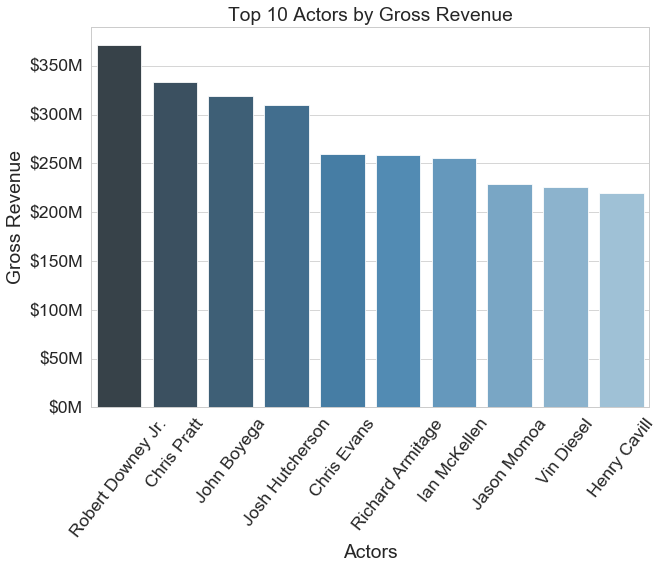 Top 10 Actors by Gross Revenue
Gross Revenue
$350M
$300M
$250M
$200M
$150M
$100M
$50M
$0M
Robert Downey Jr.
Chris Pratt
John Boyega
Josh Hutcherson
Chris Evans
Richard Armitage
Ian McKellen
Jason Momoa
Vin Diesel
Henry Cavill
Actors